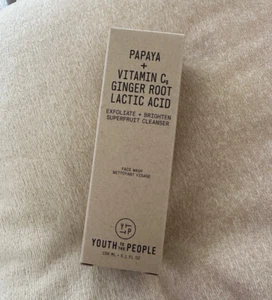 PAPAYA
+
VITAMIN C,
GINGER ROOT
LACTIC ACID
EXFOLIATE + BRIGHTEN
SUPERFRUIT CLEANSER
FACE WASH
NETTOYANT VISAGE
Y
P
YOUTH TO THE PEOPLE